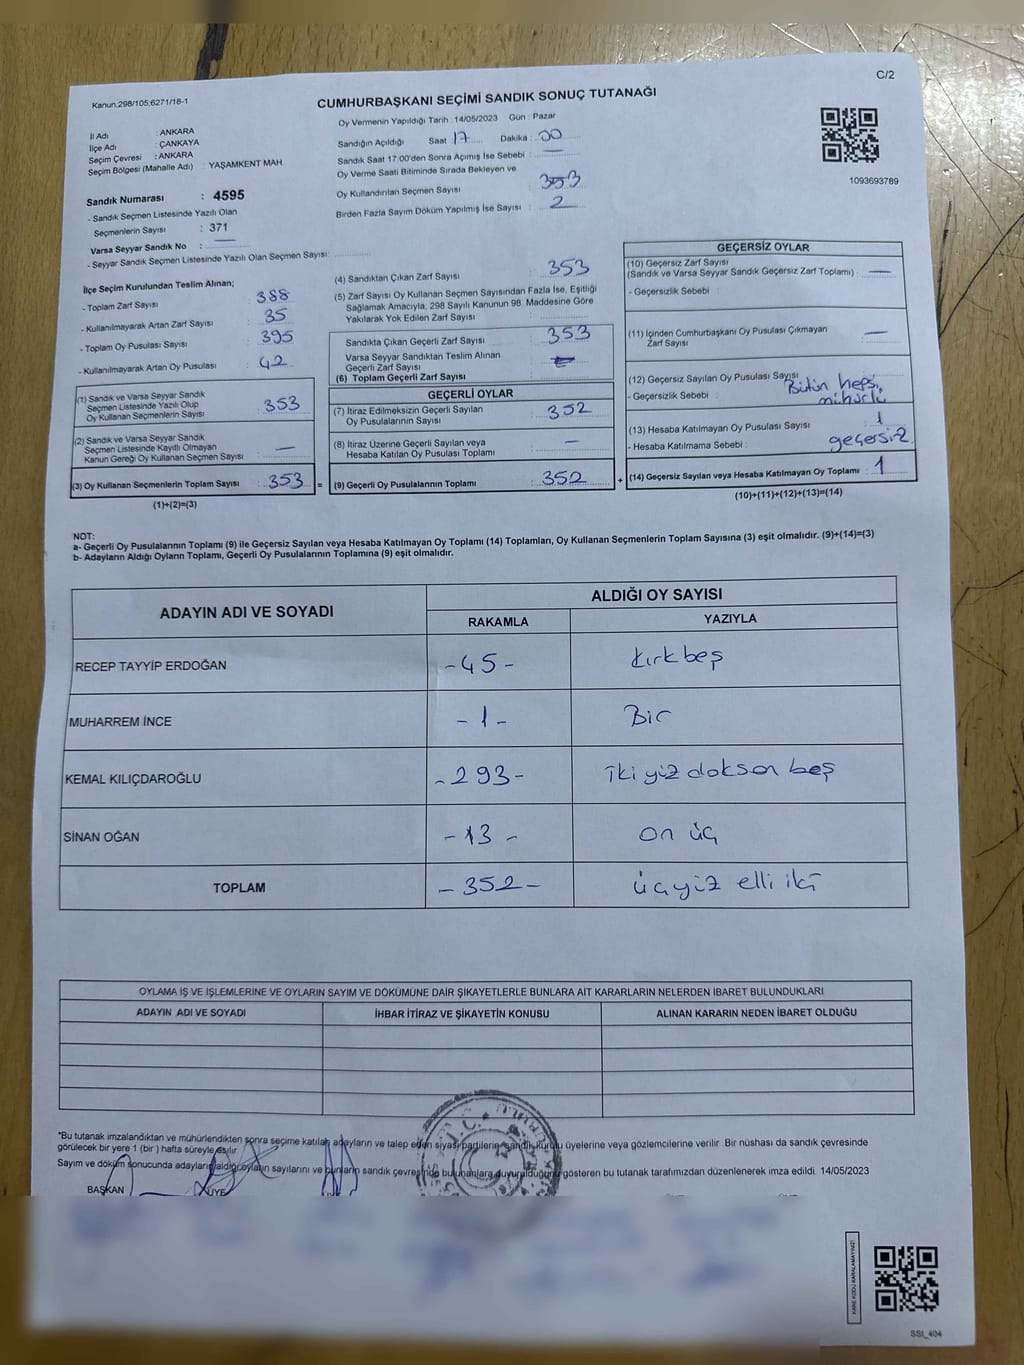 C/2
Kanun:298/105;6271/18-1
CUMHURBAŞKANI SEÇİMİ SANDIK SONUÇ TUTANAĞI
Oy Vermenin Yapıldığı Tarih : 14/05/2023 Gün : Pazar
İl Adı : ANKARA
İlçe Adı : ÇANKAYA
Seçim Çevresi : ANKARA
Seçim Bölgesi (Mahalle Adı) : YAŞAMKENT MAH.
Sandığın Açıldığı Saat 17 Dakika : 00
Sandık Saat 17.00'den Sonra Açımış İse Sebebi : —
Oy Verme Saati Bitiminde Sırada Bekleyen ve
Oy Kullandırılan Seçmen Sayısı : 353
Birden Fazla Sayım Döküm Yapılmış İse Sayısı : 2
1093693789
Sandık Numarası : 4595
- Sandık Seçmen Listesinde Yazılı Olan
Seçmenlerin Sayısı : 371
Varsa Seyyar Sandık No : —
- Seyyar Sandık Seçmen Listesinde Yazılı Olan Seçmen Sayısı:
İlçe Seçim Kurulundan Teslim Alınan;
- Toplam Zarf Sayısı : 388
- Kullanılmayarak Artan Zarf Sayısı : 35
- Toplam Oy Pusulası Sayısı : 395
- Kullanılmayarak Artan Oy Pusulası : 42
(1) Sandık ve Varsa Seyyar Sandık
Seçmen Listesinde Yazılı Olup
Oy Kullanan Seçmenlerin Sayısı : 353
(2) Sandık ve Varsa Seyyar Sandık
Seçmen Listesinde Kayıtlı Olmayan
Kanun Gereği Oy Kullanan Seçmen Sayısı : —
(3) Oy Kullanan Seçmenlerin Toplam Sayısı : 353 =
(1)+(2)=(3)
(4) Sandıktan Çıkan Zarf Sayısı : 353
(5) Zarf Sayısı Oy Kullanan Seçmen Sayısından Fazla İse, Eşitliği
Sağlamak Amacıyla, 298 Sayılı Kanunun 98. Maddesine Göre
Yakılarak Yok Edilen Zarf Sayısı :
Sandıkta Çıkan Geçerli Zarf Sayısı : 353
Varsa Seyyar Sandıktan Teslim Alınan
Geçerli Zarf Sayısı
(6) Toplam Geçerli Zarf Sayısı :
GEÇERLİ OYLAR
(7) İtiraz Edilmeksizin Geçerli Sayılan
Oy Pusulalarının Sayısı : 352
(8) İtiraz Üzerine Geçerli Sayılan veya
Hesaba Katılan Oy Pusulası Toplamı : —
(9) Geçerli Oy Pusulalarının Toplamı : 352 +
GEÇERSİZ OYLAR
(10) Geçersiz Zarf Sayısı
(Sandık ve Varsa Seyyar Sandık Geçersiz Zarf Toplamı) : —
- Geçersizlik Sebebi :
(11) İçinden Cumhurbaşkanı Oy Pusulası Çıkmayan
Zarf Sayısı : —
(12) Geçersiz Sayılan Oy Pusulası Sayısı
- Geçersizlik Sebebi : Bütün hepsi
mühürlü
(13) Hesaba Katılmayan Oy Pusulası Sayısı : 1
- Hesaba Katılmama Sebebi : geçersiz
(14) Geçersiz Sayılan veya Hesaba Katılmayan Oy Toplamı : 1
(10)+(11)+(12)+(13)=(14)
NOT:
a- Geçerli Oy Pusulalarının Toplamı (9) ile Geçersiz Sayılan veya Hesaba Katılmayan Oy Toplamı (14) Toplamları, Oy Kullanan Seçmenlerin Toplam Sayısına (3) eşit olmalıdır. (9)+(14)=(3)
b- Adayların Aldığı Oyların Toplamı, Geçerli Oy Pusulalarının Toplamına (9) eşit olmalıdır.
ADAYIN ADI VE SOYADI ALDIĞI OY SAYISI
RAKAMLA YAZIYLA
RECEP TAYYİP ERDOĞAN -45- kırkbeş
MUHARREM İNCE -1- Bir
KEMAL KILIÇDAROĞLU -293- iki yüz doksan beş
SİNAN OĞAN -13- on üç
TOPLAM -352- üçyüz elli iki
OYLAMA İŞ VE İŞLEMLERİNE VE OYLARIN SAYIM VE DÖKÜMÜNE DAİR ŞİKAYETLERLE BUNLARA AİT KARARLARIN NELERDEN İBARET BULUNDUKLARI
ADAYIN ADI VE SOYADI İHBAR İTİRAZ VE ŞİKAYETİN KONUSU ALINAN KARARIN NEDEN İBARET OLDUĞU
*Bu tutanak imzalandıktan ve mühürlendikten sonra seçime katılan adayların ve talep eden siyasi partilerin sandık kurulu üyelerine veya gözlemcilerine verilir. Bir nüshası da sandık çevresinde
görülecek bir yere 1 (bir) hafta süreyle asılır.
Sayım ve döküm sonucunda adayların aldığı oyların sayılarını ve bunların sandık çevresinde bulunanlara duyurulduğunu gösteren bu tutanak tarafımızdan düzenlenerek imza edildi. 14/05/2023
BAŞKAN ÜYE
KARE KODU KARALAMAYINIZ!
SSI_404